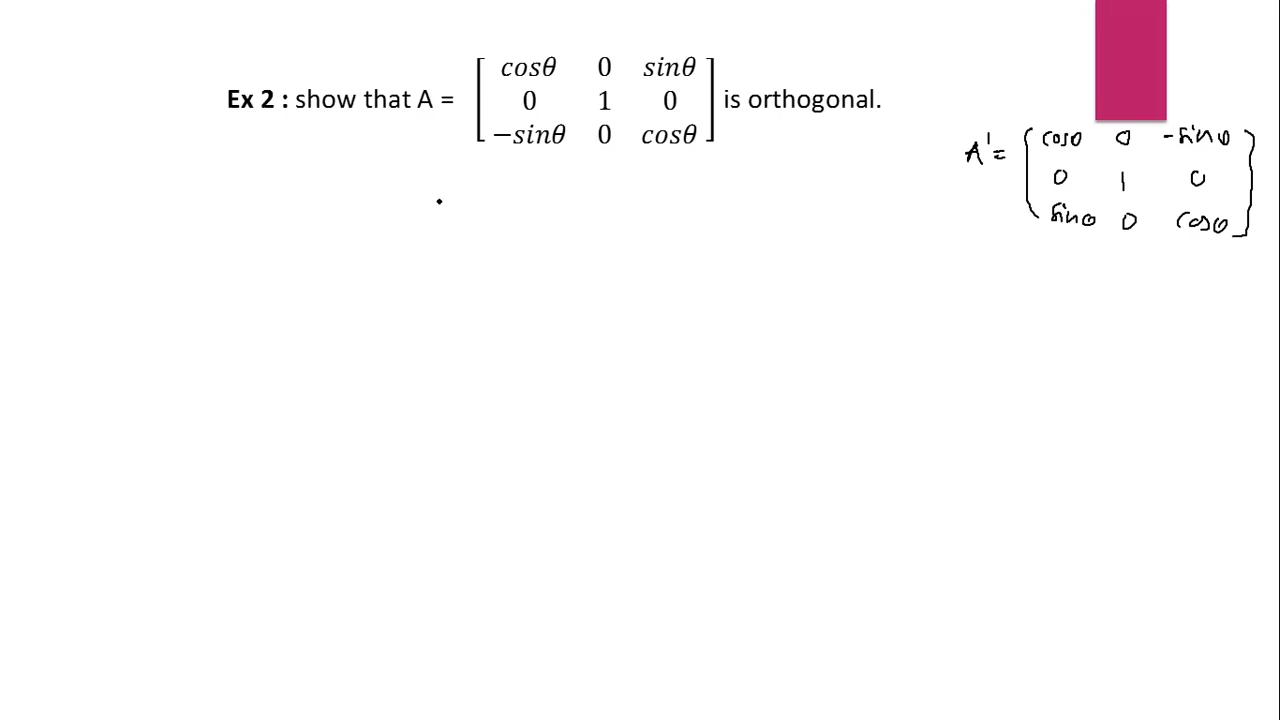 cosθ 0 sinθ
Ex 2 : show that A = 0 1 0 is orthogonal.
−sinθ 0 cosθ
cosθ 0 -sinθ
A' =
0 1 0
sinθ 0 cosθ